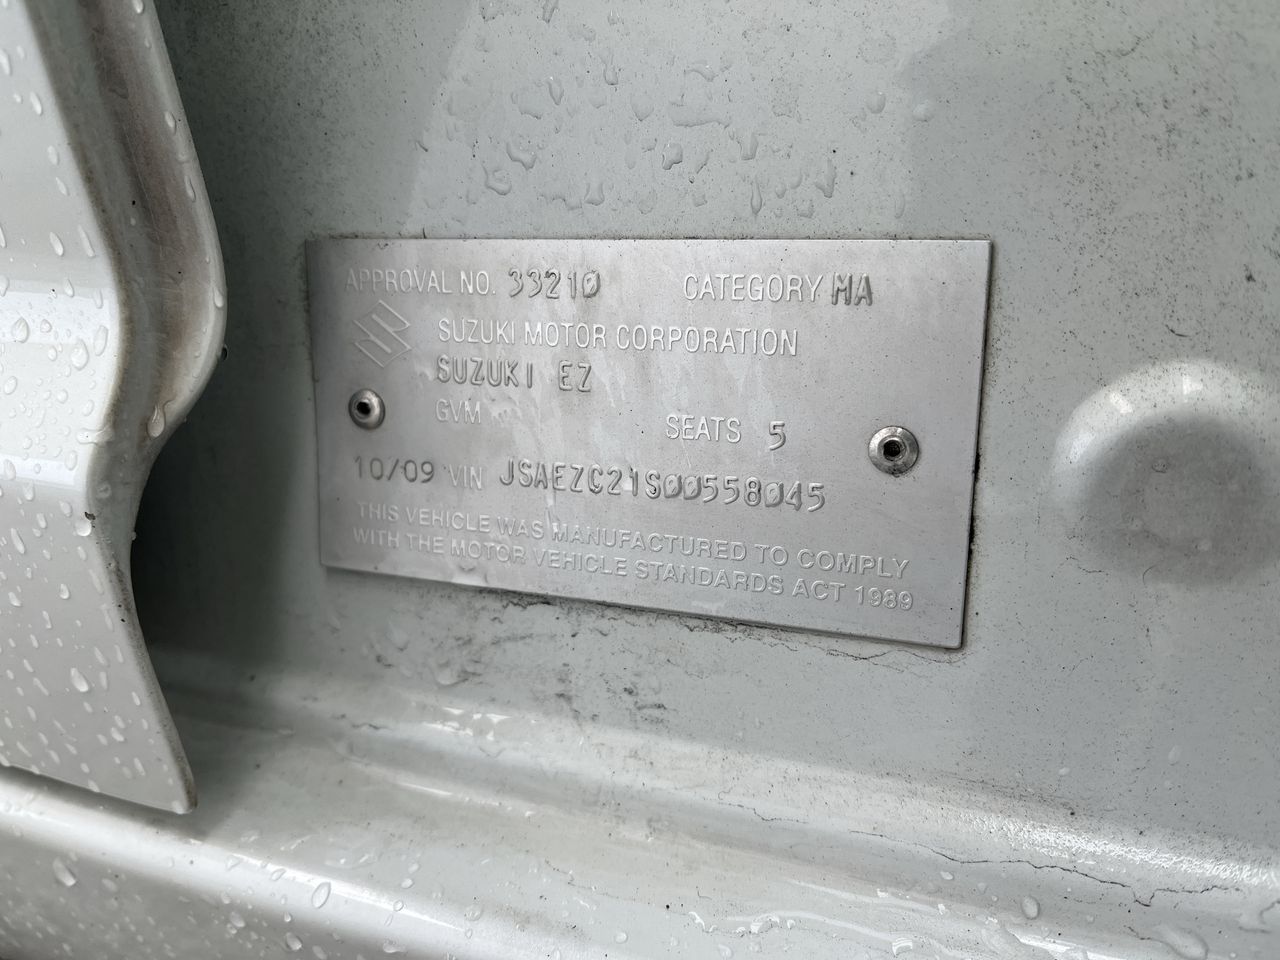 APPROVAL NO. 33210 CATEGORY MA
SUZUKI MOTOR CORPORATION
SUZUKI EZ
GVM SEATS 5
10/09 VIN JSAEZC21S00558045
THIS VEHICLE WAS MANUFACTURED TO COMPLY
WITH THE MOTOR VEHICLE STANDARDS ACT 1989